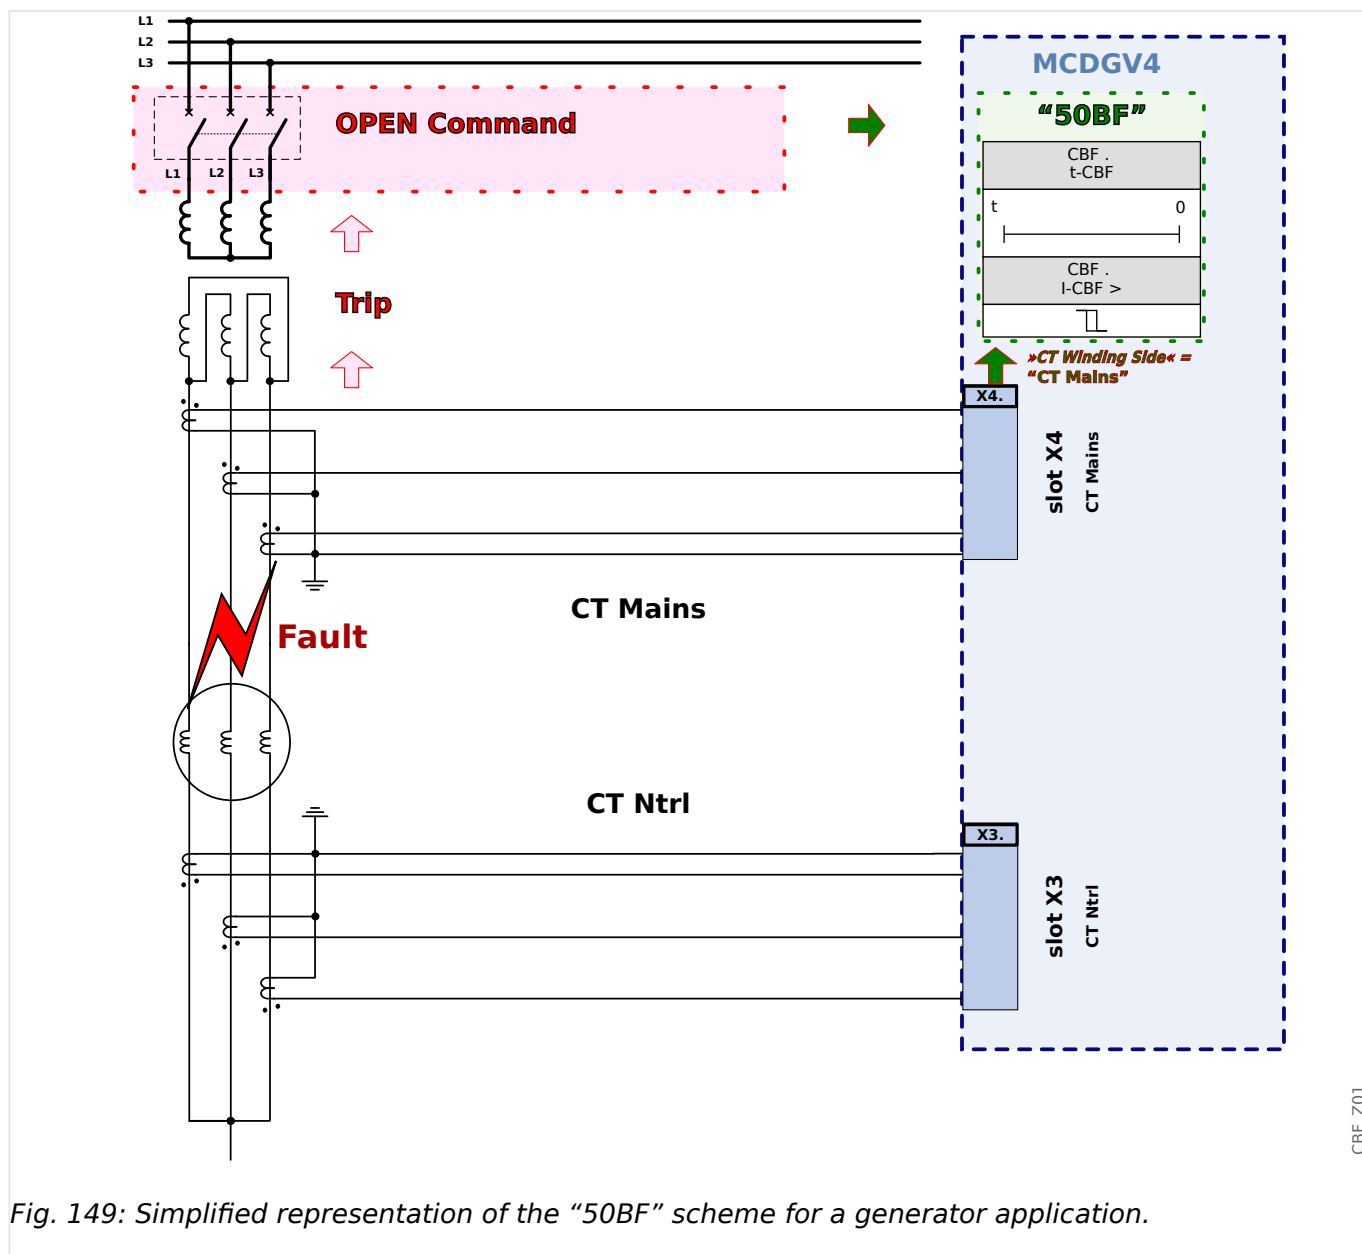 L1
L2
L3
MCDGV4
OPEN Command
“50BF”
CBF .
t-CBF
L1
L2
L3
t
0
CBF .
I-CBF >
Trip
»CT Winding Side« =
“CT Mains”
X4.
slot X4
CT Mains
CT Mains
Fault
CT Ntrl
X3.
slot X3
CT Ntrl
CBF_Z01
Fig. 149: Simplified representation of the “50BF” scheme for a generator application.